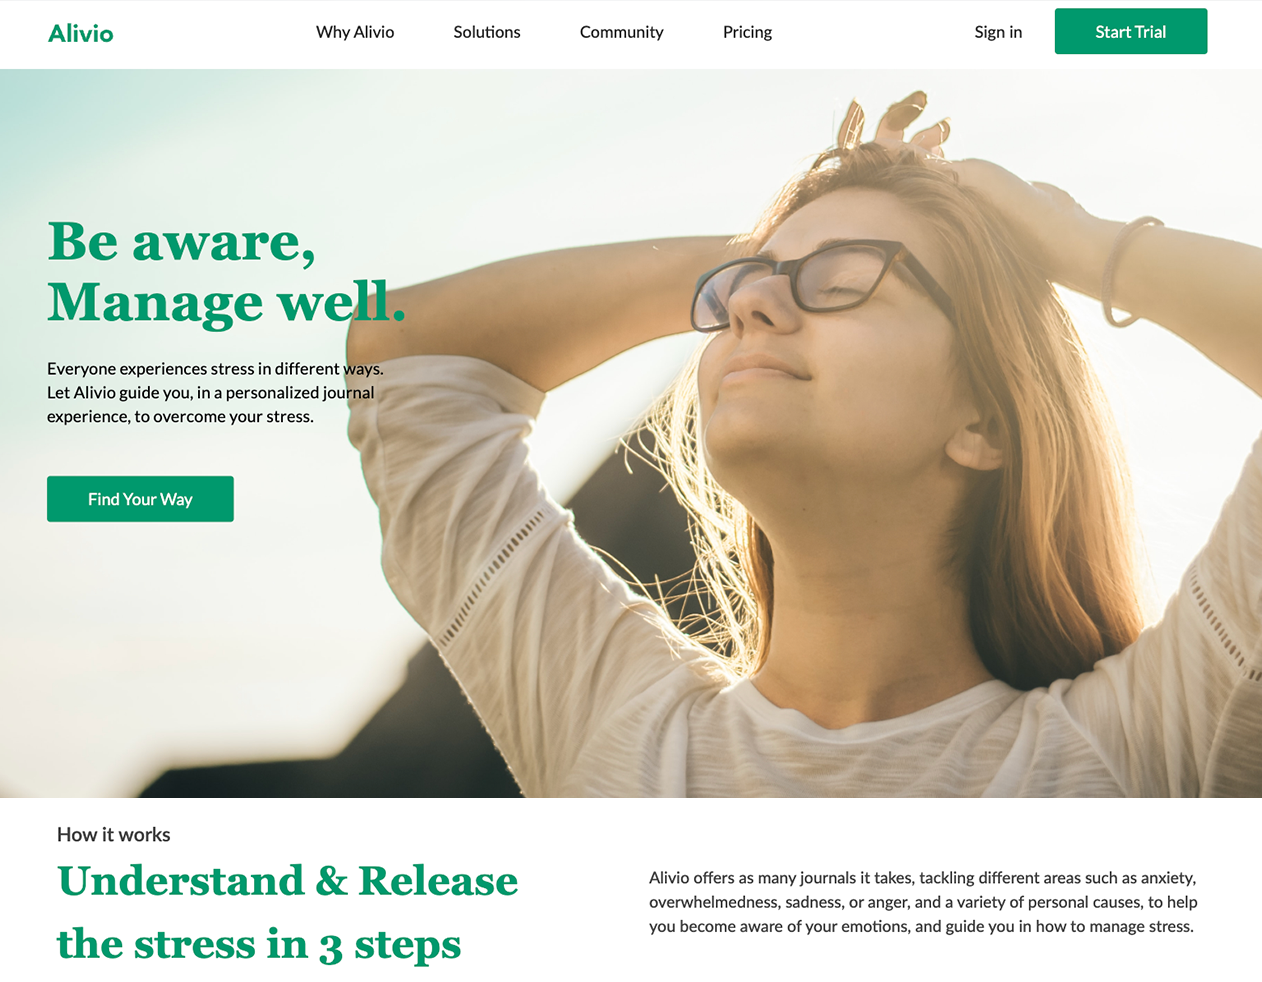 Alivio
Why Alivio
Solutions
Community
Pricing
Sign in
Start Trial
Be aware,
Manage well.
Everyone experiences stress in different ways.
Let Alivio guide you, in a personalized journal
experience, to overcome your stress.
Find Your Way
How it works
Understand & Release
the stress in 3 steps
Alivio offers as many journals it takes, tackling different areas such as anxiety,
overwhelmedness, sadness, or anger, and a variety of personal causes, to help
you become aware of your emotions, and guide you in how to manage stress.